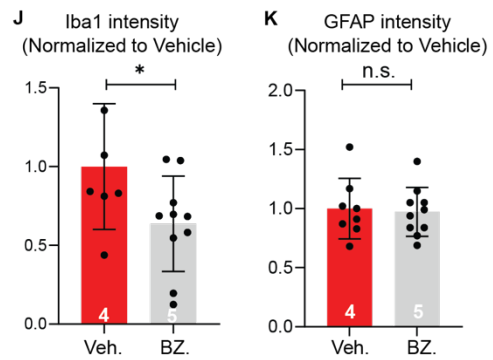 J Iba1 intensity
(Normalized to Vehicle)
*
1.5
1.0
0.5
0.0
4
5
Veh.
BZ.
K GFAP intensity
(Normalized to Vehicle)
n.s.
2.0
1.5
1.0
0.5
0.0
4
5
Veh.
BZ.